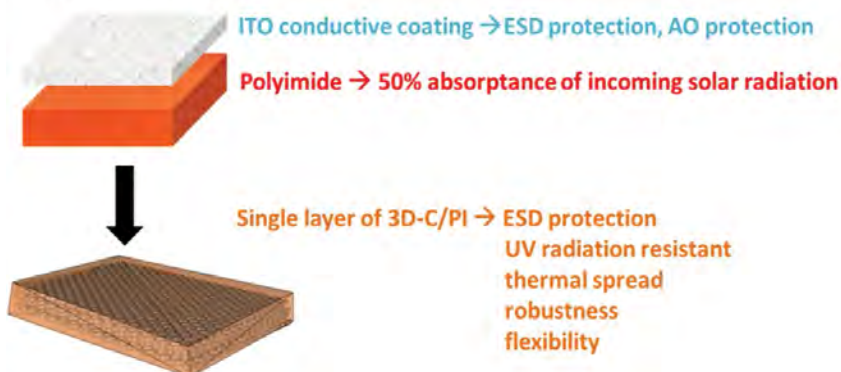 ITO conductive coating → ESD protection, AO protection
Polyimide → 50% absorptance of incoming solar radiation
Single layer of 3D-C/PI → ESD protection
UV radiation resistant
thermal spread
robustness
flexibility